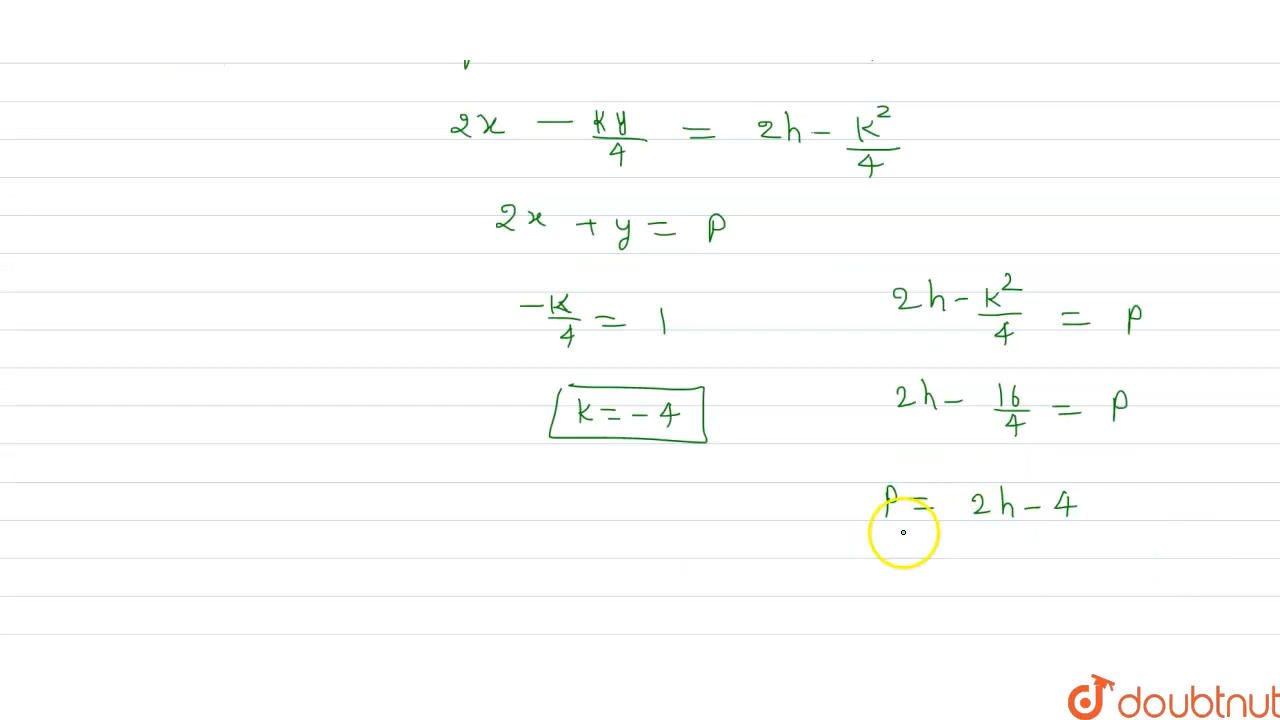 2x - ky/4 = 2h - k²/4
2x + y = P
-k/4 = 1
2h - k²/4 = P
k = -4
2h - 16/4 = P
P = 2h - 4
doubtnut